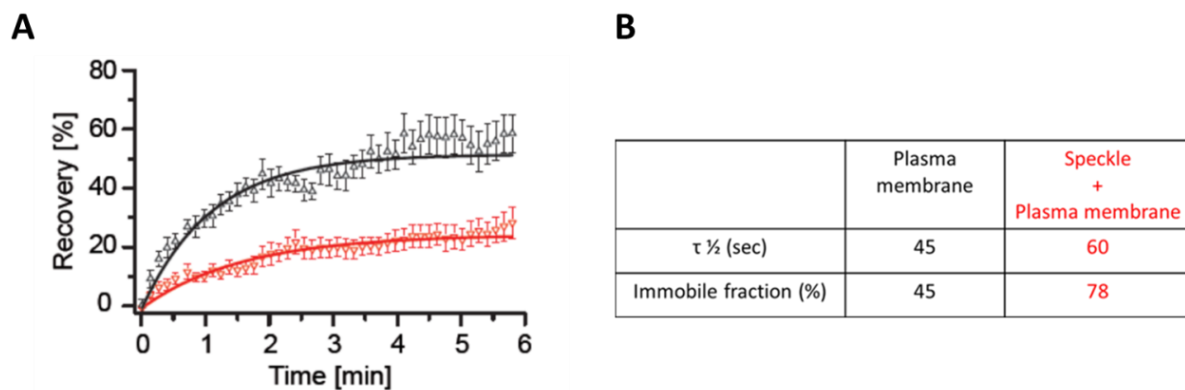 A
B
80
60
40
20
0
Recovery [%]
0 1 2 3 4 5 6
Time [min]
Plasma
membrane
Speckle
+
Plasma membrane
τ ½ (sec) 45 60
Immobile fraction (%) 45 78